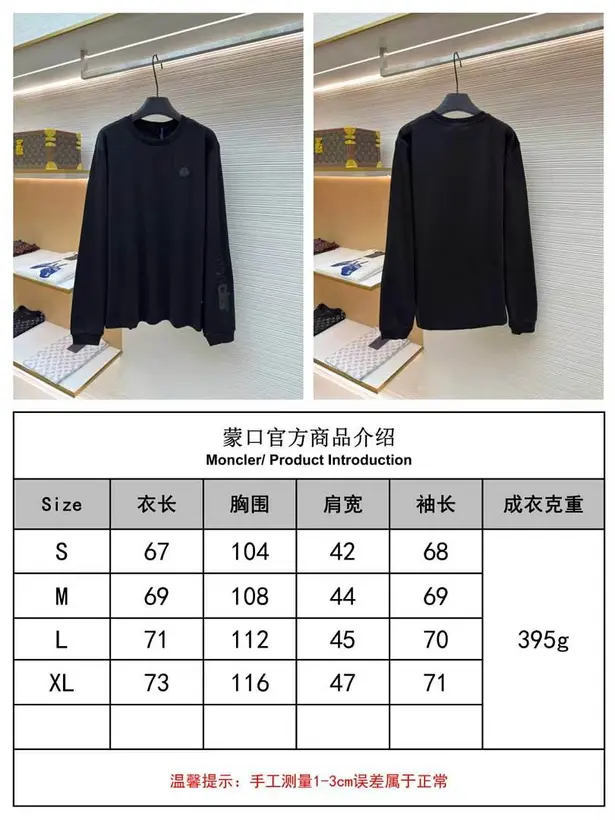 蒙口官方商品介绍
Moncler/ Product Introduction
Size 衣长 胸围 肩宽 袖长 成衣克重
S 67 104 42 68
M 69 108 44 69
L 71 112 45 70
XL 73 116 47 71
395g
温馨提示：手工测量1-3cm误差属于正常